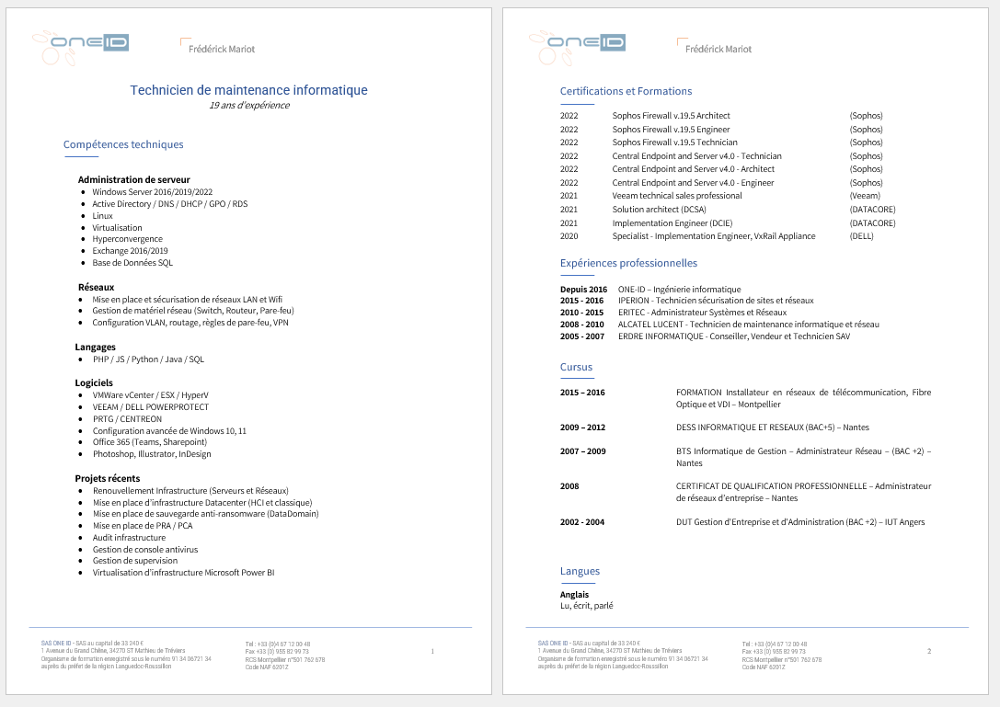 ONE ID
Frédérick Mariot
Technicien de maintenance informatique
19 ans d'expérience
Compétences techniques
Administration de serveur
• Windows Server 2016/2019/2022
• Active Directory / DNS / DHCP / GPO / RDS
• Linux
• Virtualisation
• Hyperconvergence
• Exchange 2016/2019
• Base de Données SQL
Réseaux
• Mise en place et sécurisation de réseaux LAN et Wifi
• Gestion de matériel réseau (Switch, Routeur, Pare-feu)
• Configuration VLAN, routage, règles de pare-feu, VPN
Langages
• PHP / JS / Python / Java / SQL
Logiciels
• VMWare vCenter / ESX / HyperV
• VEEAM / DELL POWERPROTECT
• PRTG / CENTREON
• Configuration avancée de Windows 10, 11
• Office 365 (Teams, Sharepoint)
• Photoshop, Illustrator, InDesign
Projets récents
• Renouvellement Infrastructure (Serveurs et Réseaux)
• Mise en place d'infrastructure Datacenter (HCI et classique)
• Mise en place de sauvegarde anti-ransomware (DataDomain)
• Mise en place de PRA / PCA
• Audit infrastructure
• Gestion de console antivirus
• Gestion de supervision
• Virtualisation d'infrastructure Microsoft Power BI
SAS ONE ID - SAS au capital de 33 240 €
1 Avenue du Grand Chêne, 34270 ST Mathieu de Tréviers
Organisme de formation enregistré sous le numéro 91 34 06721 34
auprès du préfet de la région Languedoc-Roussillon
Tel : +33 (0)4 67 12 00 48
Fax +33 (0) 955 82 99 73
RCS Montpellier n°501 762 678
Code NAF 6201Z
1
ONE ID
Frédérick Mariot
Certifications et Formations
2022 Sophos Firewall v.19.5 Architect (Sophos)
2022 Sophos Firewall v.19.5 Engineer (Sophos)
2022 Sophos Firewall v.19.5 Technician (Sophos)
2022 Central Endpoint and Server v4.0 - Technician (Sophos)
2022 Central Endpoint and Server v4.0 - Architect (Sophos)
2022 Central Endpoint and Server v4.0 - Engineer (Sophos)
2021 Veeam technical sales professional (Veeam)
2021 Solution architect (DCSA) (DATACORE)
2021 Implementation Engineer (DCIE) (DATACORE)
2020 Specialist - Implementation Engineer, VxRail Appliance (DELL)
Expériences professionnelles
Depuis 2016 ONE-ID – Ingénierie informatique
2015 - 2016 IPERION - Technicien sécurisation de sites et réseaux
2010 - 2015 ERITEC - Administrateur Systèmes et Réseaux
2008 - 2010 ALCATEL LUCENT - Technicien de maintenance informatique et réseau
2005 - 2007 ERDRE INFORMATIQUE - Conseiller, Vendeur et Technicien SAV
Cursus
2015 – 2016 FORMATION Installateur en réseaux de télécommunication, Fibre
Optique et VDI – Montpellier
2009 – 2012 DESS INFORMATIQUE ET RESEAUX (BAC+5) – Nantes
2007 – 2009 BTS Informatique de Gestion – Administrateur Réseau – (BAC +2) –
Nantes
2008 CERTIFICAT DE QUALIFICATION PROFESSIONNELLE – Administrateur
de réseaux d'entreprise – Nantes
2002 - 2004 DUT Gestion d'Entreprise et d'Administration (BAC +2) – IUT Angers
Langues
Anglais
Lu, écrit, parlé
SAS ONE ID - SAS au capital de 33 240 €
1 Avenue du Grand Chêne, 34270 ST Mathieu de Tréviers
Organisme de formation enregistré sous le numéro 91 34 06721 34
auprès du préfet de la région Languedoc-Roussillon
Tel : +33 (0)4 67 12 00 48
Fax +33 (0) 955 82 99 73
RCS Montpellier n°501 762 678
Code NAF 6201Z
2